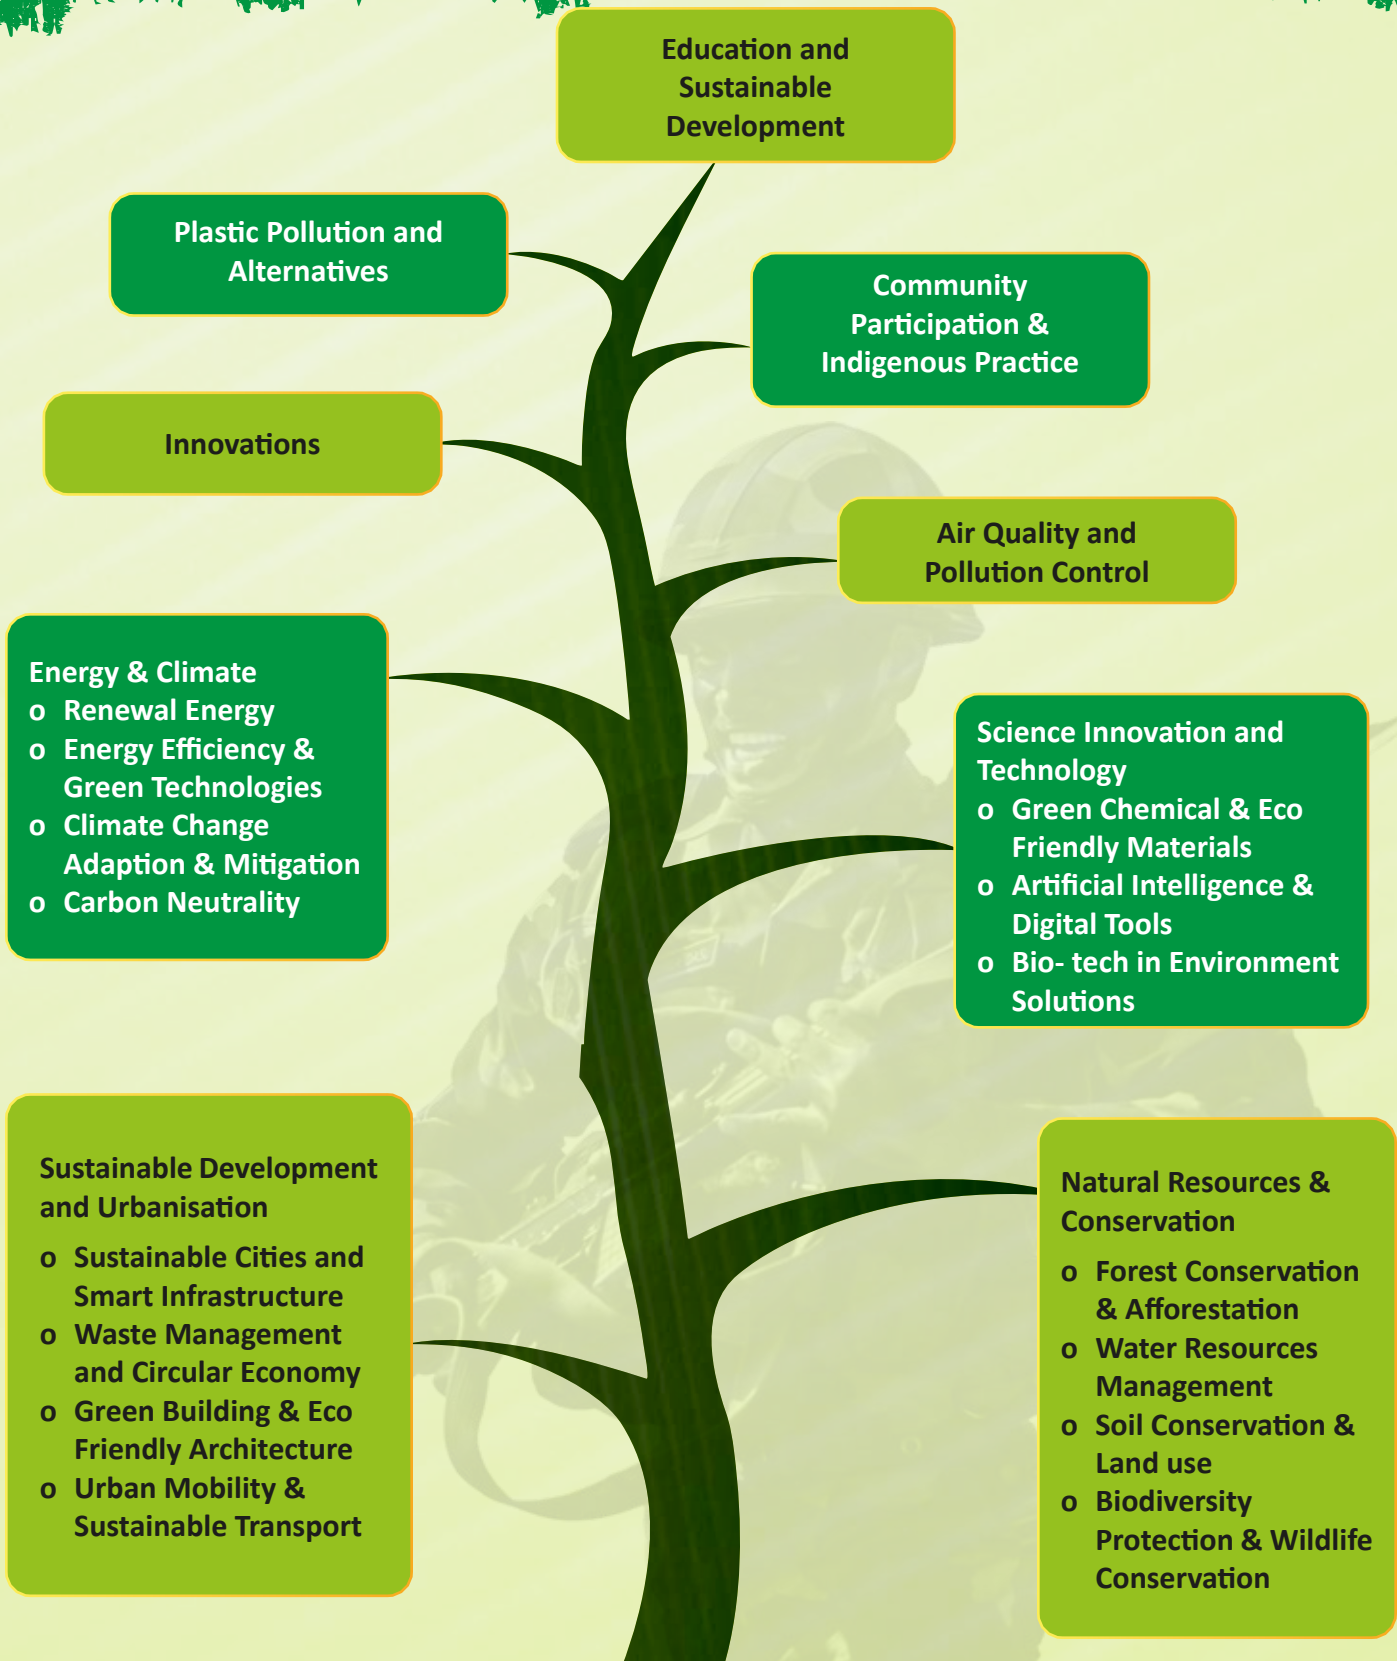 Education and
Sustainable
Development
Plastic Pollution and
Alternatives
Community
Participation &
Indigenous Practice
Innovations
Air Quality and
Pollution Control
Energy & Climate
o Renewal Energy
o Energy Efficiency &
Green Technologies
o Climate Change
Adaption & Mitigation
o Carbon Neutrality
Science Innovation and
Technology
o Green Chemical & Eco
Friendly Materials
o Artificial Intelligence &
Digital Tools
o Bio- tech in Environment
Solutions
Sustainable Development
and Urbanisation
o Sustainable Cities and
Smart Infrastructure
o Waste Management
and Circular Economy
o Green Building & Eco
Friendly Architecture
o Urban Mobility &
Sustainable Transport
Natural Resources &
Conservation
o Forest Conservation
& Afforestation
o Water Resources
Management
o Soil Conservation &
Land use
o Biodiversity
Protection & Wildlife
Conservation